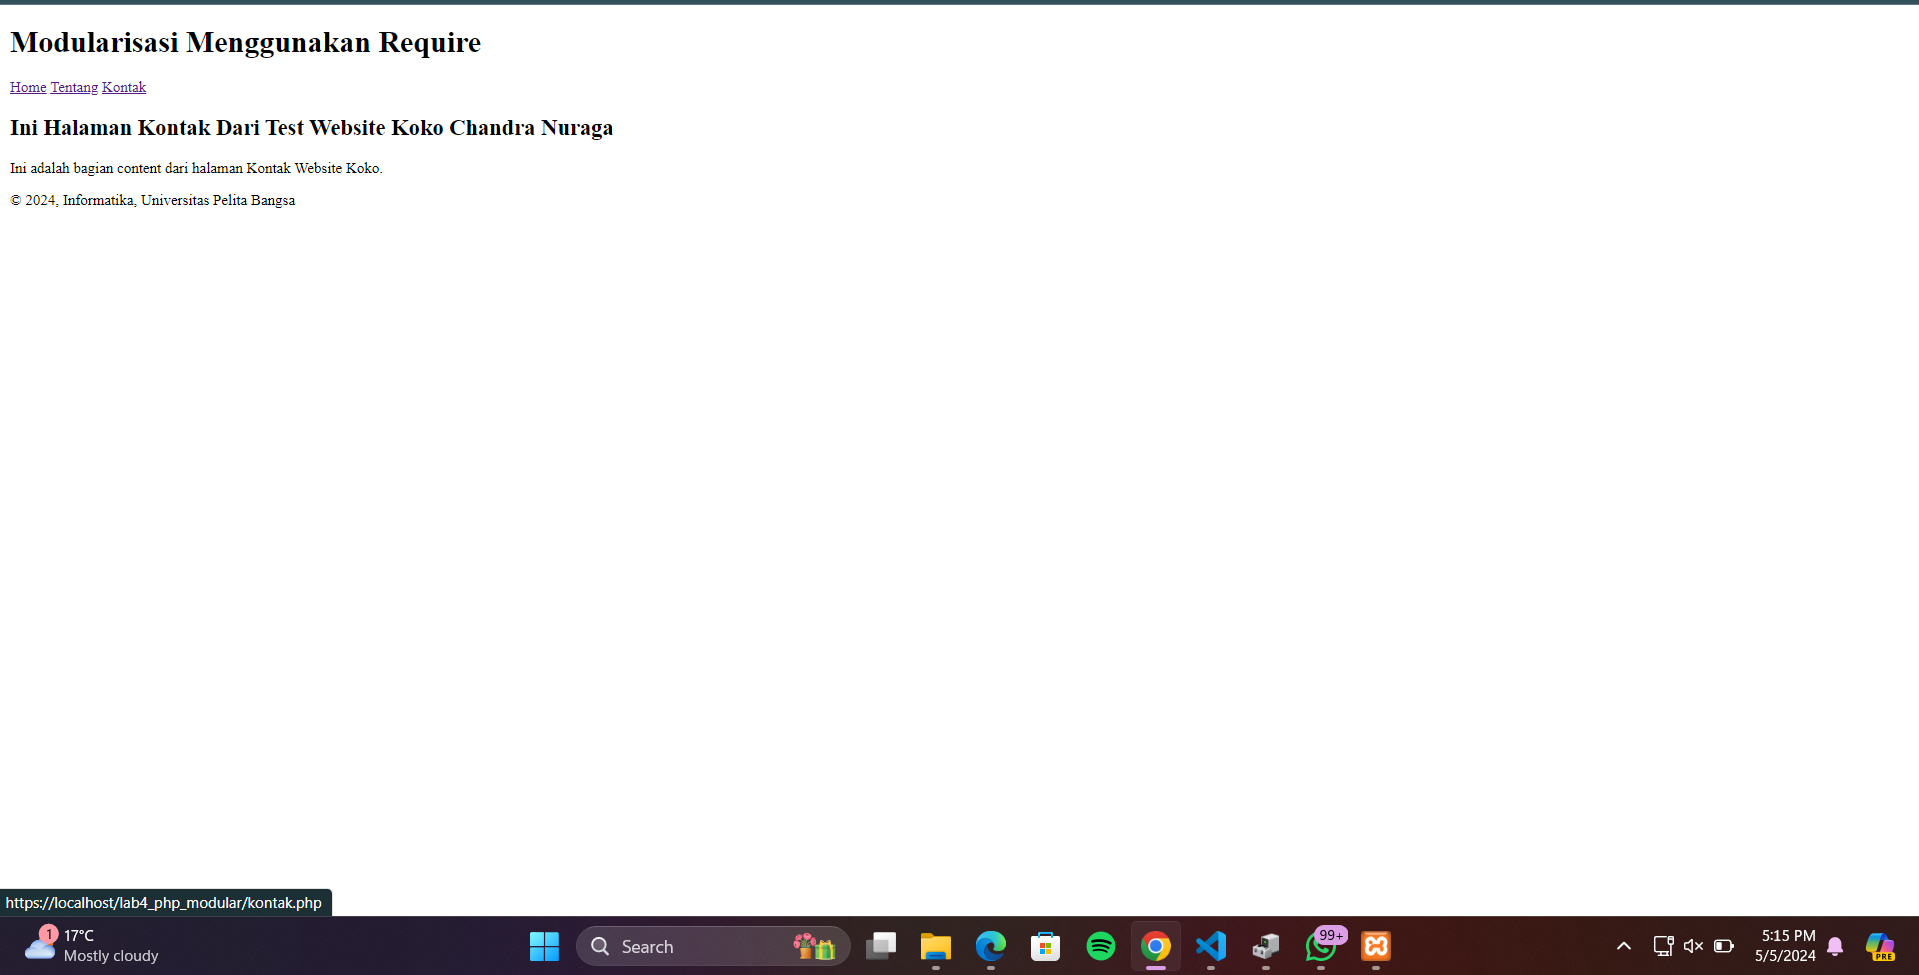 Modularisasi Menggunakan Require
Home Tentang Kontak
Ini Halaman Kontak Dari Test Website Koko Chandra Nuraga
Ini adalah bagian content dari halaman Kontak Website Koko.
© 2024, Informatika, Universitas Pelita Bangsa
https://localhost/lab4_php_modular/kontak.php
1
17°C
Mostly cloudy
Search
99+
5:15 PM
5/5/2024
PRE